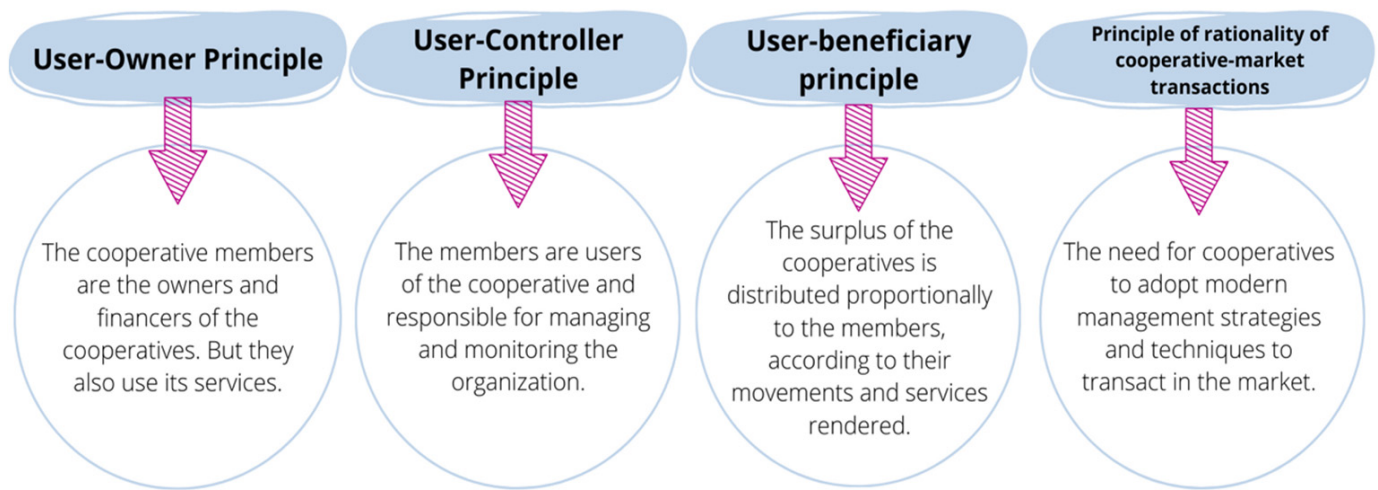 User-Owner Principle
The cooperative members
are the owners and
financers of the
cooperatives. But they
also use its services.
User-Controller
Principle
The members are users
of the cooperative and
responsible for managing
and monitoring the
organization.
User-beneficiary
principle
The surplus of the
cooperatives is
distributed proportionally
to the members,
according to their
movements and services
rendered.
Principle of rationality of
cooperative-market
transactions
The need for cooperatives
to adopt modern
management strategies
and techniques to
transact in the market.